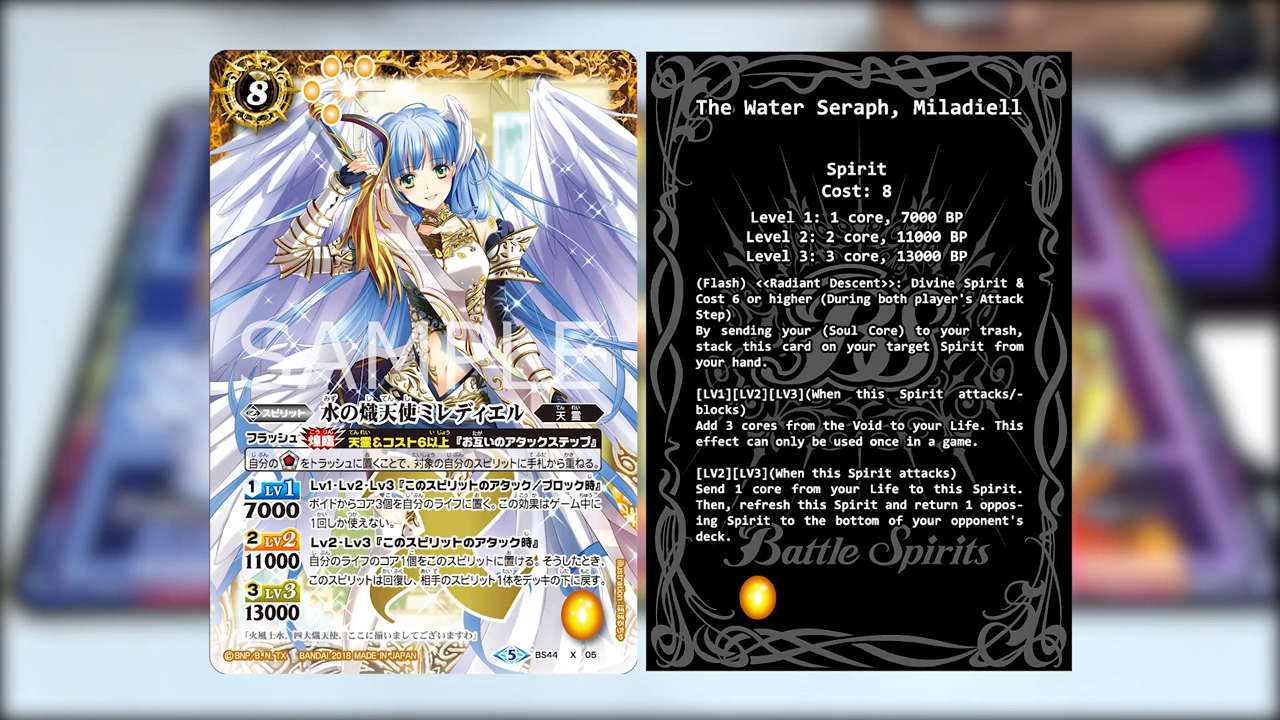 8
SAMPLE
スピリット
水の熾天使ミレディエル
天霊
フラッシュ 煌臨 天霊&コスト6以上『お互いのアタックステップ』
自分の をトラッシュに置くことで、対象の自分のスピリットに手札から重ねる。
1 LV1
7000
Lv1・Lv2・Lv3『このスピリットのアタック/ブロック時』
ボイドからコア3個を自分のライフに置く。この効果はゲーム中に
1回しか使えない。
2 LV2
11000
Lv2・Lv3『このスピリットのアタック時』
自分のライフのコア1個をこのスピリットに置ける。そうしたとき、
このスピリットは回復し、相手のスピリット1体をデッキの下に戻す。
3 LV3
13000
「火風土水、四大熾天使、ここに揃いましてございますわ」
©BNP, B, N, TX BANDAI 2018 MADE IN JAPAN
5
BS44 X 05
The Water Seraph, Miladiell
Spirit
Cost: 8
Level 1: 1 core, 7000 BP
Level 2: 2 core, 11000 BP
Level 3: 3 core, 13000 BP
(Flash) <<Radiant Descent>>: Divine Spirit &
Cost 6 or higher (During both player's Attack
Step)
By sending your (Soul Core) to your trash,
stack this card on your target Spirit from
your hand.
[LV1][LV2][LV3](When this Spirit attacks/-
blocks)
Add 3 cores from the Void to your Life. This
effect can only be used once in a game.
[LV2][LV3](When this Spirit attacks)
Send 1 core from your Life to this Spirit.
Then, refresh this Spirit and return 1 oppos-
ing Spirit to the bottom of your opponent's
deck.
BS
Battle Spirits